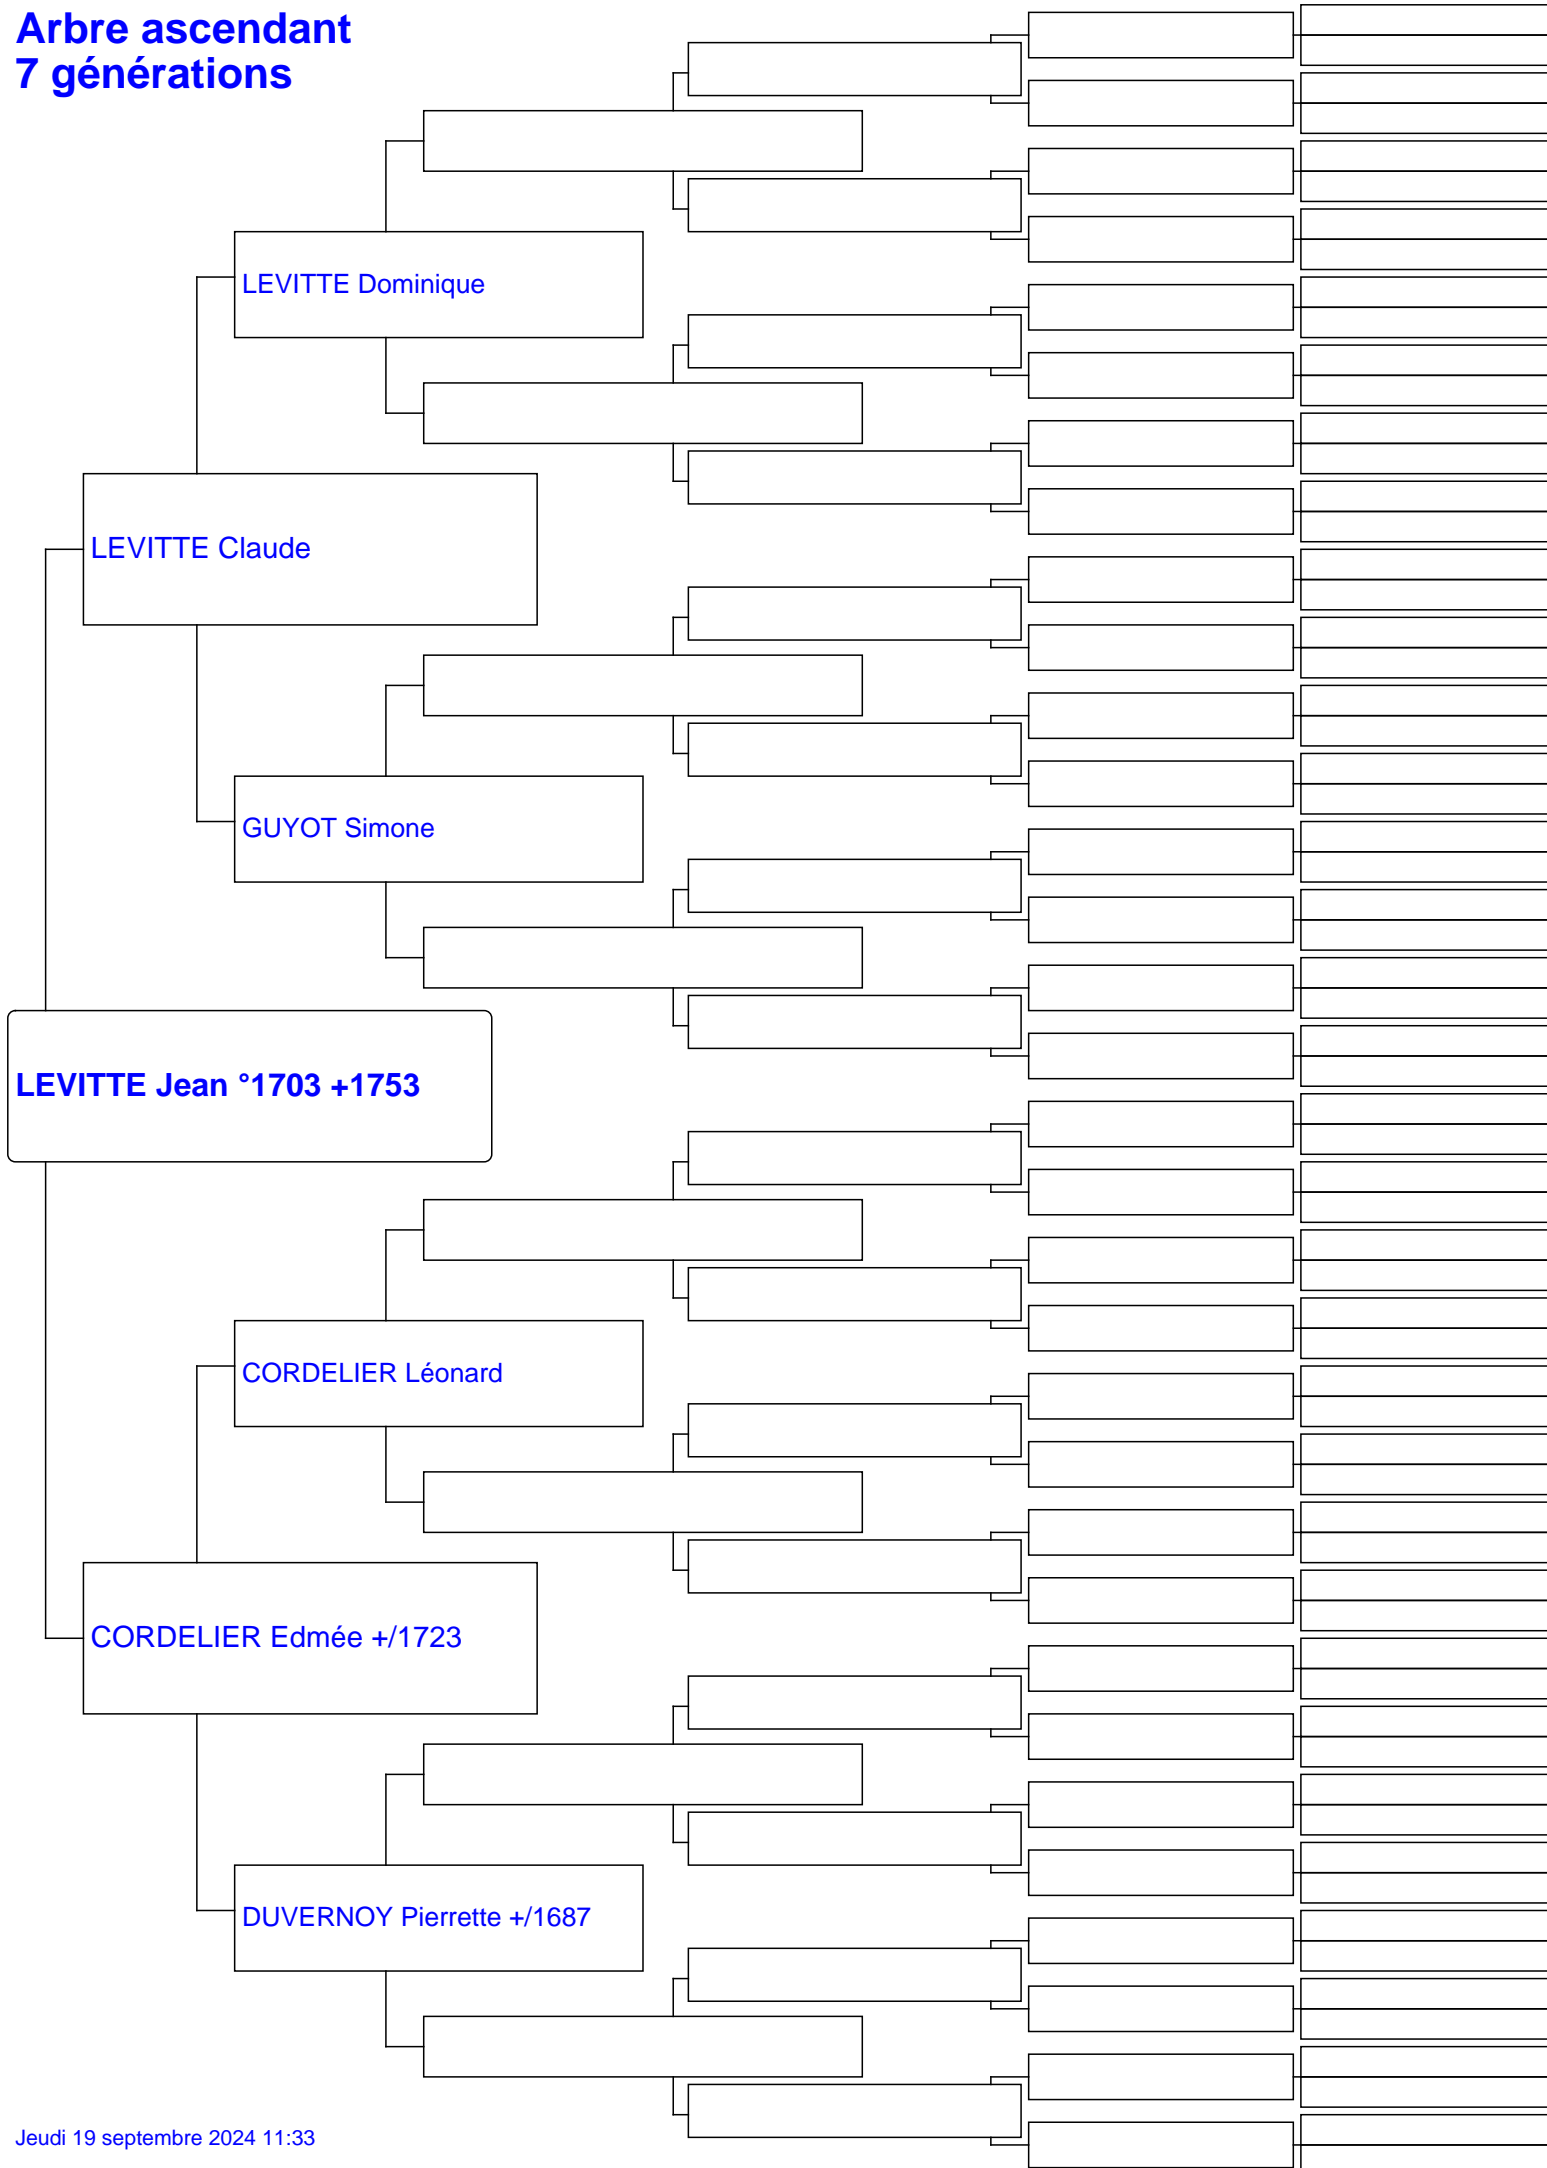 Arbre ascendant
7 générations
LEVITTE Dominique
LEVITTE Claude
GUYOT Simone
LEVITTE Jean °1703 +1753
CORDELIER Léonard
CORDELIER Edmée +/1723
DUVERNOY Pierrette +/1687
Jeudi 19 septembre 2024 11:33